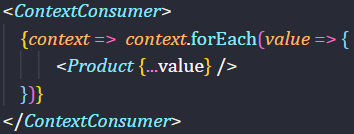 <ContextConsumer>
{context => context.forEach(value => {
<Product {...value} />
})}
</ContextConsumer>